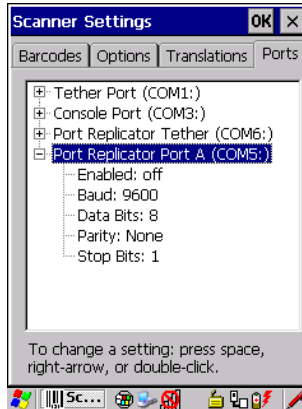 Scanner Settings OK ×
Barcodes Options Translations Ports
Tether Port (COM1:)
Console Port (COM3:)
Port Replicator Tether (COM6:)
Port Replicator Port A (COM5:)
Enabled: off
Baud: 9600
Data Bits: 8
Parity: None
Stop Bits: 1
To change a setting: press space,
right-arrow, or double-click.
Sc...